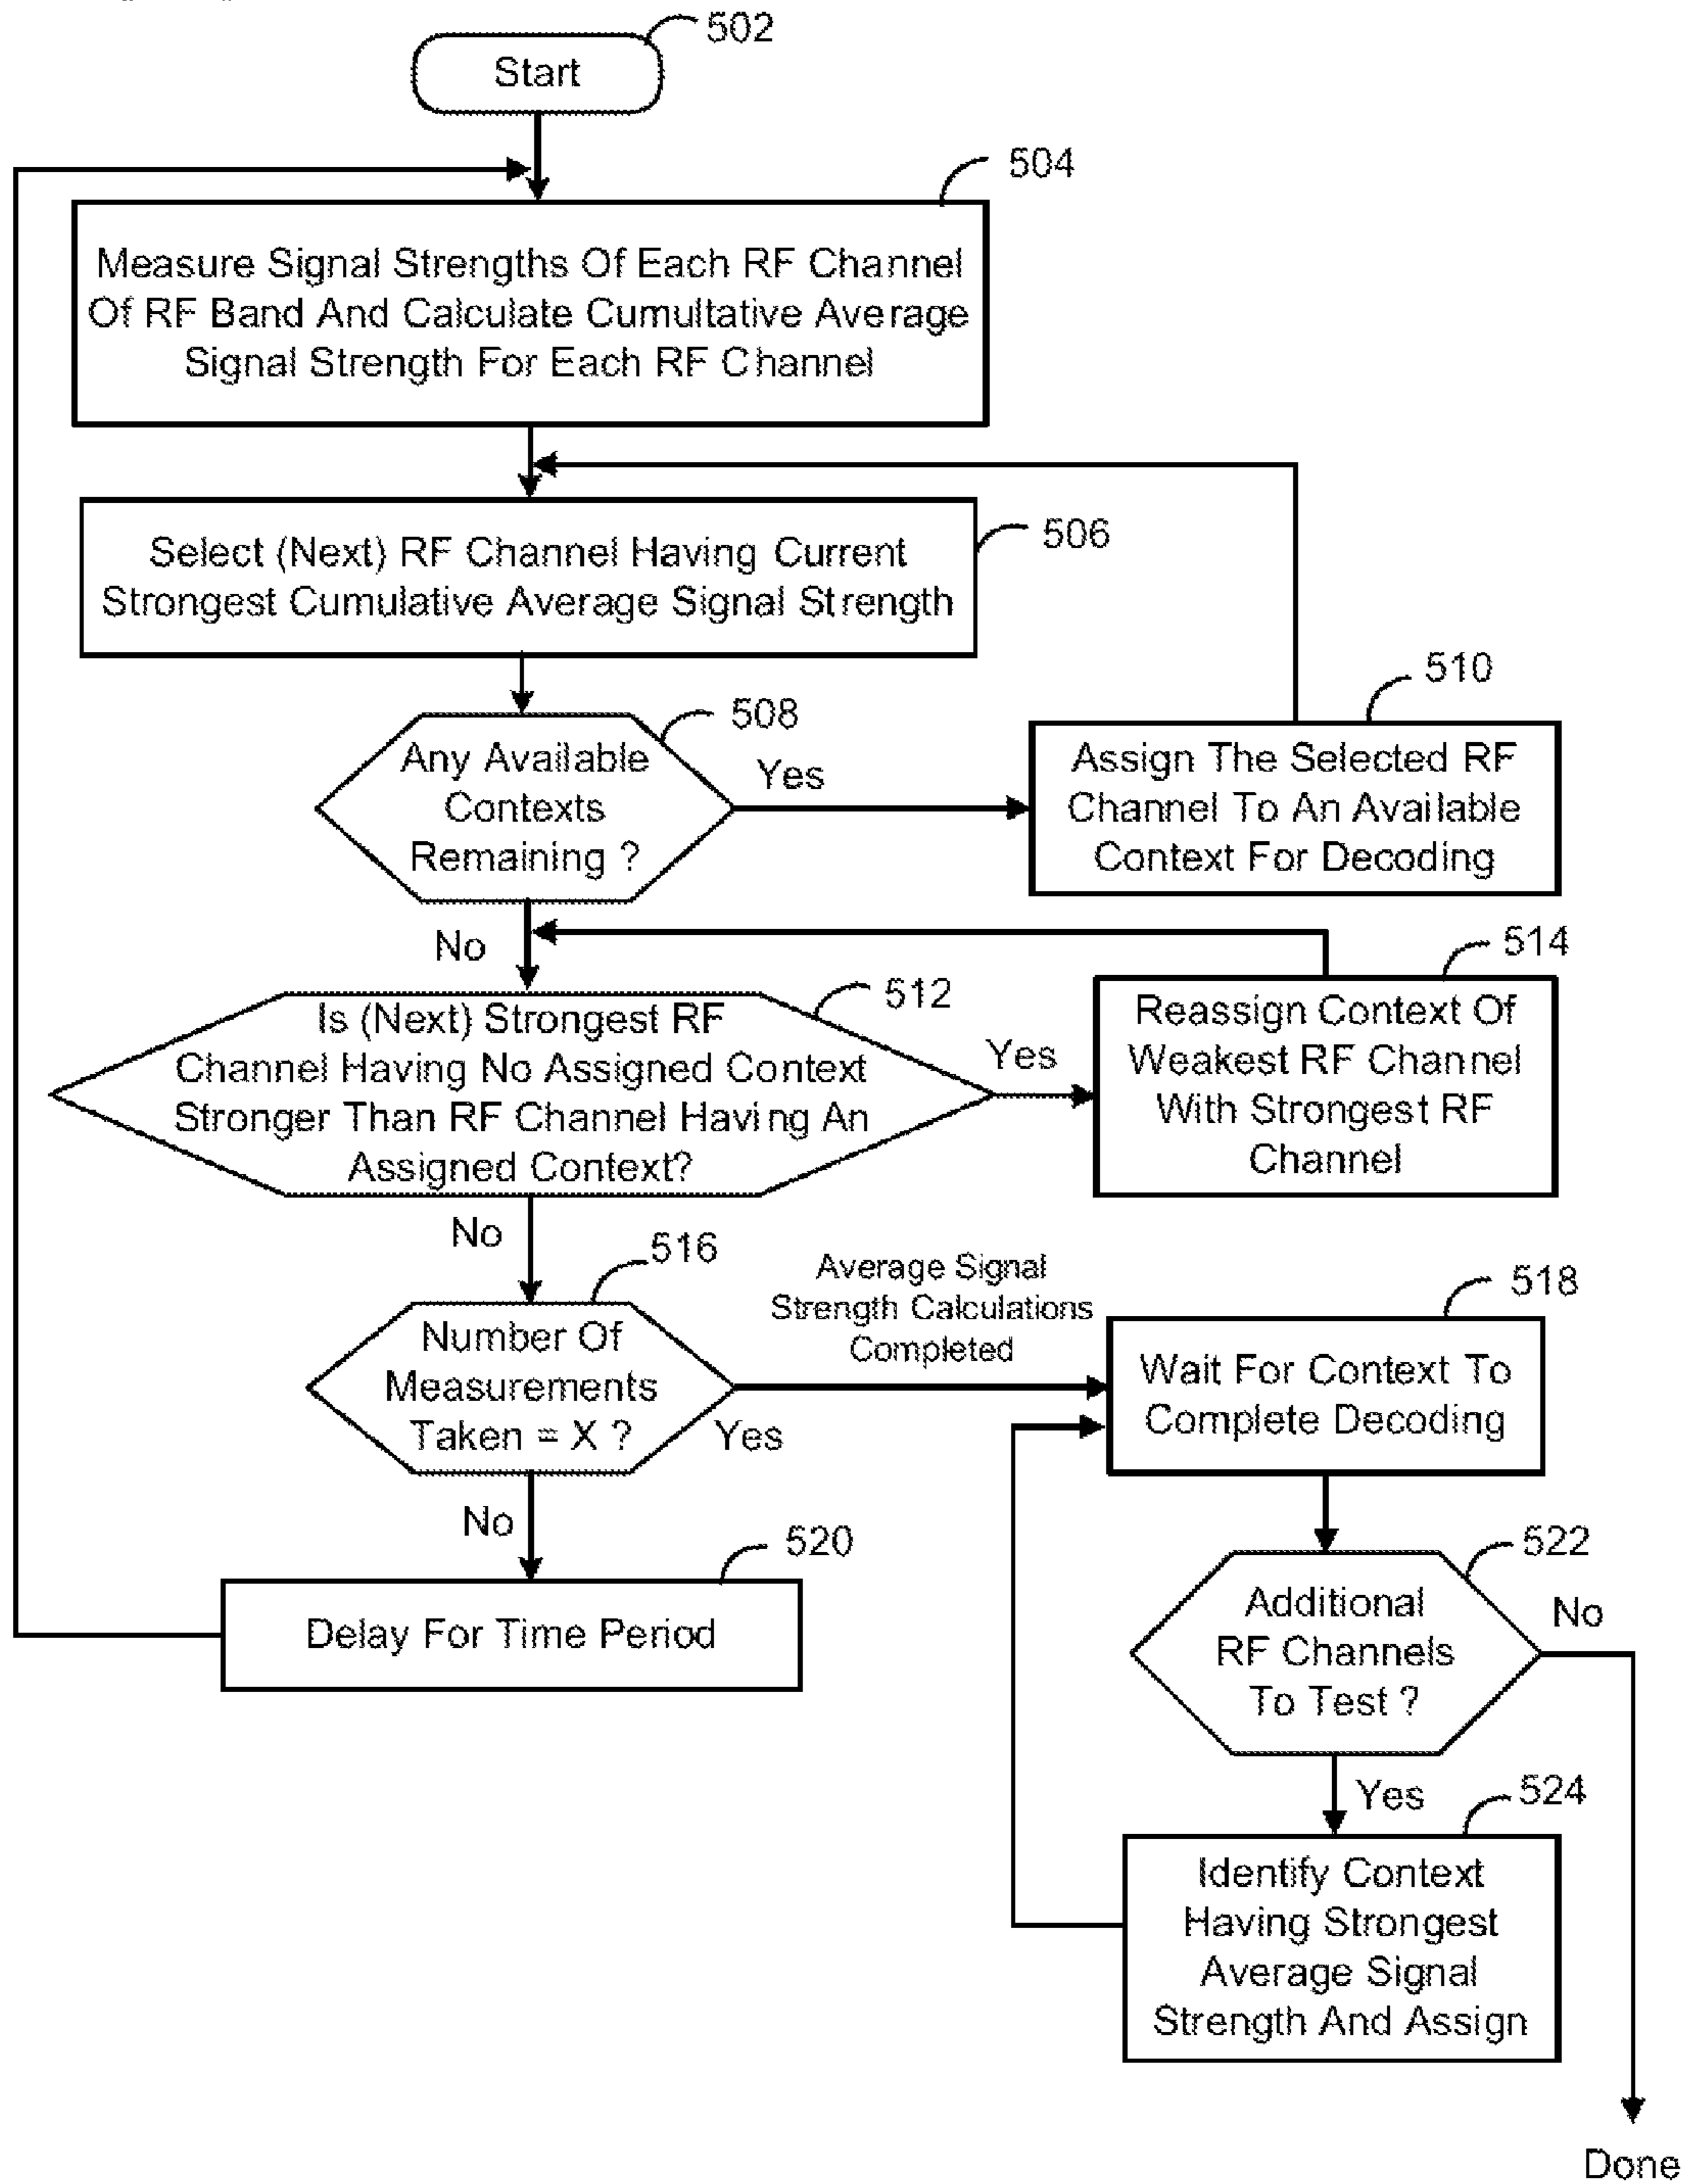 502
Start
504
Measure Signal Strengths Of Each RF Channel
Of RF Band And Calculate Cumultative Average
Signal Strength For Each RF Channel
506
Select (Next) RF Channel Having Current
Strongest Cumulative Average Signal Strength
508
Any Available
Contexts
Remaining ?
Yes
510
Assign The Selected RF
Channel To An Available
Context For Decoding
No
512
Is (Next) Strongest RF
Channel Having No Assigned Context
Stronger Than RF Channel Having An
Assigned Context?
Yes
514
Reassign Context Of
Weakest RF Channel
With Strongest RF
Channel
No
516
Number Of
Measurements
Taken = X ?
Yes
Average Signal
Strength Calculations
Completed
518
Wait For Context To
Complete Decoding
No
520
Delay For Time Period
522
Additional
RF Channels
To Test ?
No
Yes
524
Identify Context
Having Strongest
Average Signal
Strength And Assign
Done